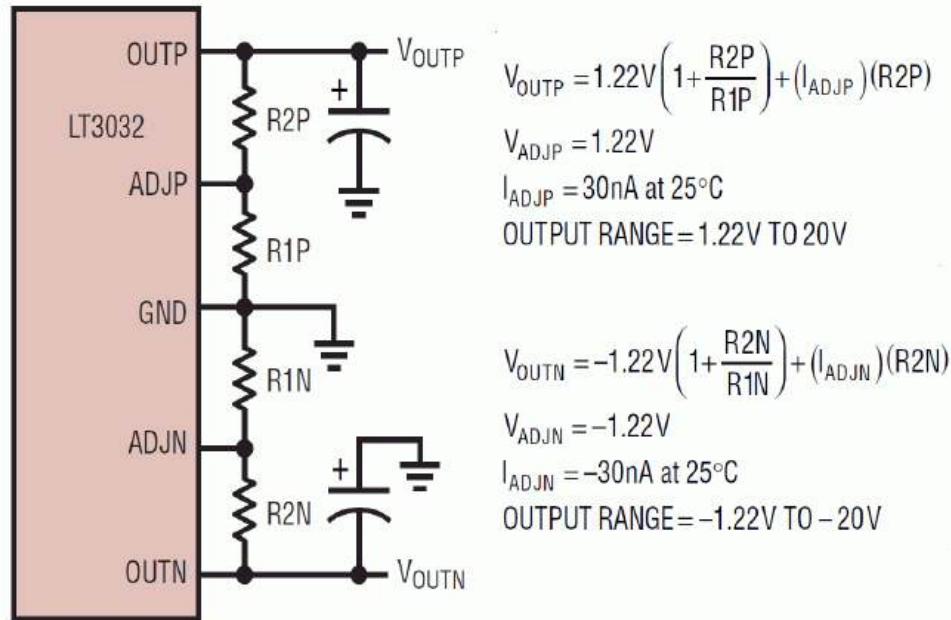 OUTP
VOUTP
+
R2P
LT3032
ADJP
R1P
GND
R1N
ADJN
+
R2N
OUTN
VOUTN
VOUTP = 1.22V(1 + R2P/R1P) + (IADJP)(R2P)
VADJP = 1.22V
IADJP = 30nA at 25°C
OUTPUT RANGE = 1.22V TO 20V
VOUTN = –1.22V(1 + R2N/R1N) + (IADJN)(R2N)
VADJN = –1.22V
IADJN = –30nA at 25°C
OUTPUT RANGE = –1.22V TO –20V